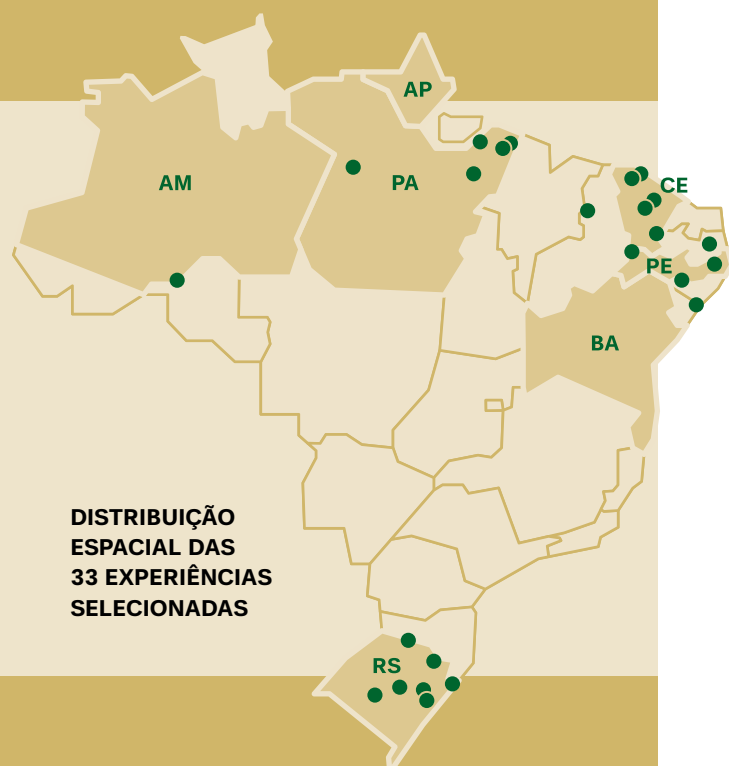 AP
AM
PA
CE
PE
BA
DISTRIBUIÇÃO
ESPACIAL DAS
33 EXPERIÊNCIAS
SELECIONADAS
RS